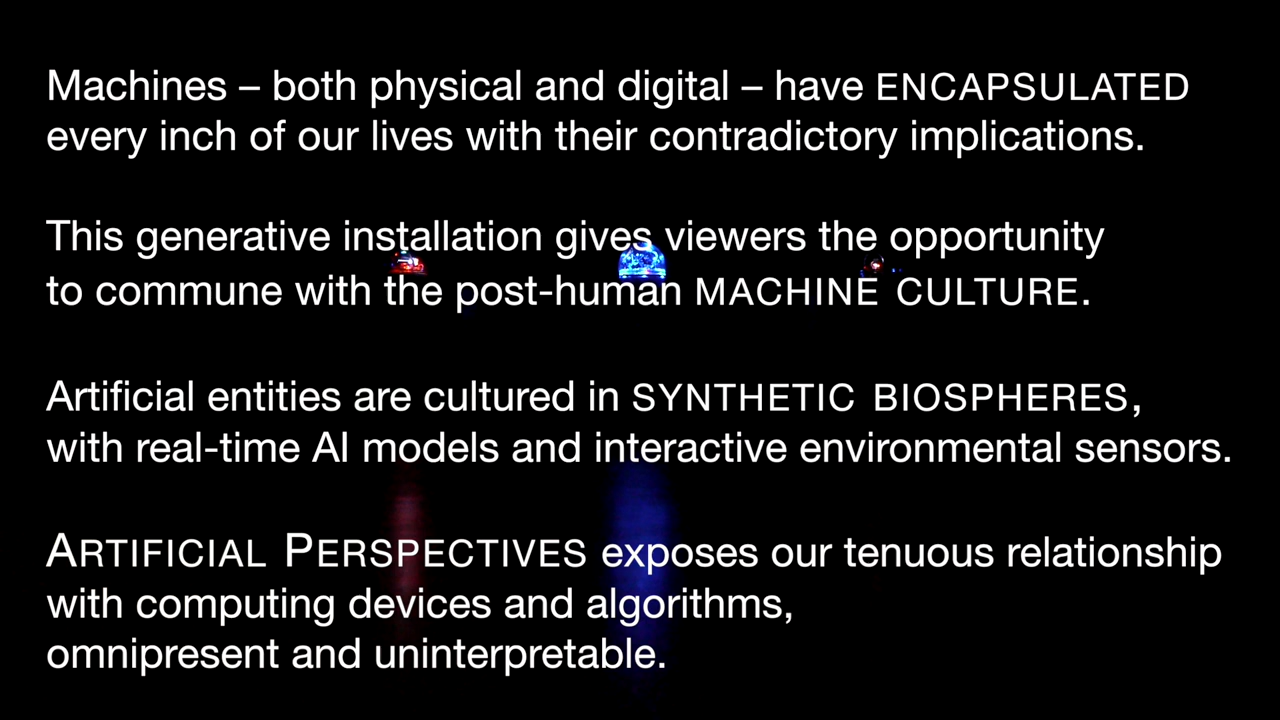 Machines – both physical and digital – have ENCAPSULATED
every inch of our lives with their contradictory implications.
This generative installation gives viewers the opportunity
to commune with the post-human MACHINE CULTURE.
Artificial entities are cultured in SYNTHETIC BIOSPHERES,
with real-time AI models and interactive environmental sensors.
ARTIFICIAL PERSPECTIVES exposes our tenuous relationship
with computing devices and algorithms,
omnipresent and uninterpretable.